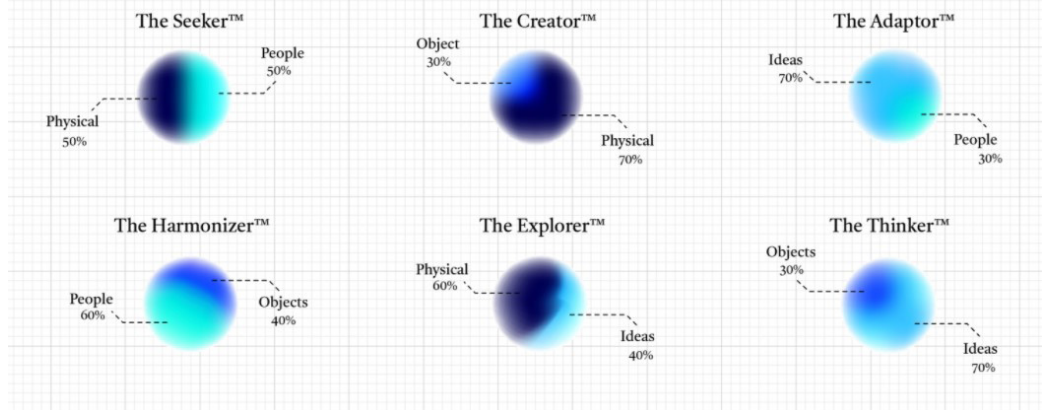 The Seeker™
People
50%
Physical
50%
The Creator™
Object
30%
Physical
70%
The Adaptor™
Ideas
70%
People
30%
The Harmonizer™
People
60%
Objects
40%
The Explorer™
Physical
60%
Ideas
40%
The Thinker™
Objects
30%
Ideas
70%